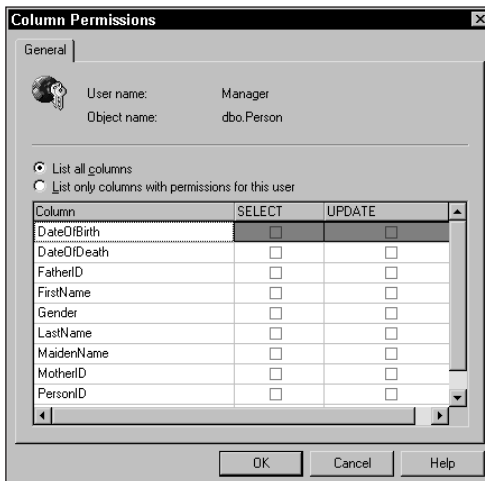 Column Permissions
General
User name: Manager
Object name: dbo.Person
List all columns
List only columns with permissions for this user
Column SELECT UPDATE
DateOfBirth
DateOfDeath
FatherID
FirstName
Gender
LastName
MaidenName
MotherID
PersonID
OK Cancel Help